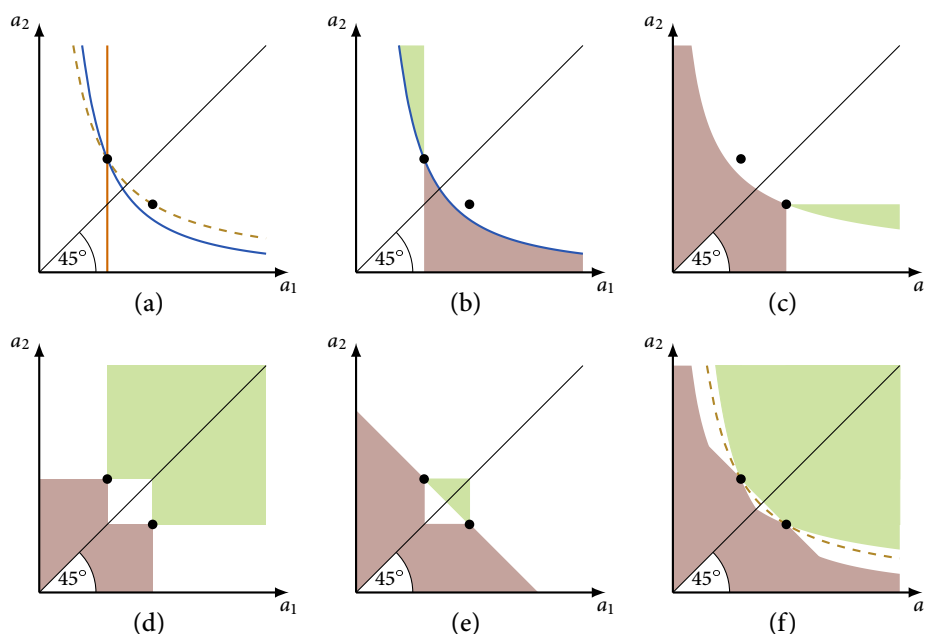 a₂ a₂ a₂
45° 45° 45°
a₁ a₁ a
(a) (b) (c)
a₂ a₂ a₂
45° 45° 45°
a₁ a₁ a
(d) (e) (f)